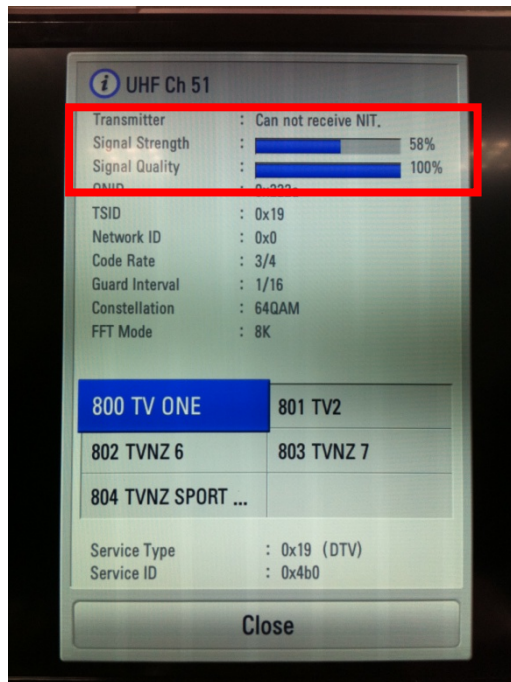 i UHF Ch 51
Transmitter : Can not receive NIT.
Signal Strength : 58%
Signal Quality : 100%
ONID :
TSID : 0x19
Network ID : 0x0
Code Rate : 3/4
Guard Interval : 1/16
Constellation : 64QAM
FFT Mode : 8K
800 TV ONE 801 TV2
802 TVNZ 6 803 TVNZ 7
804 TVNZ SPORT ...
Service Type : 0x19 (DTV)
Service ID : 0x4b0
Close